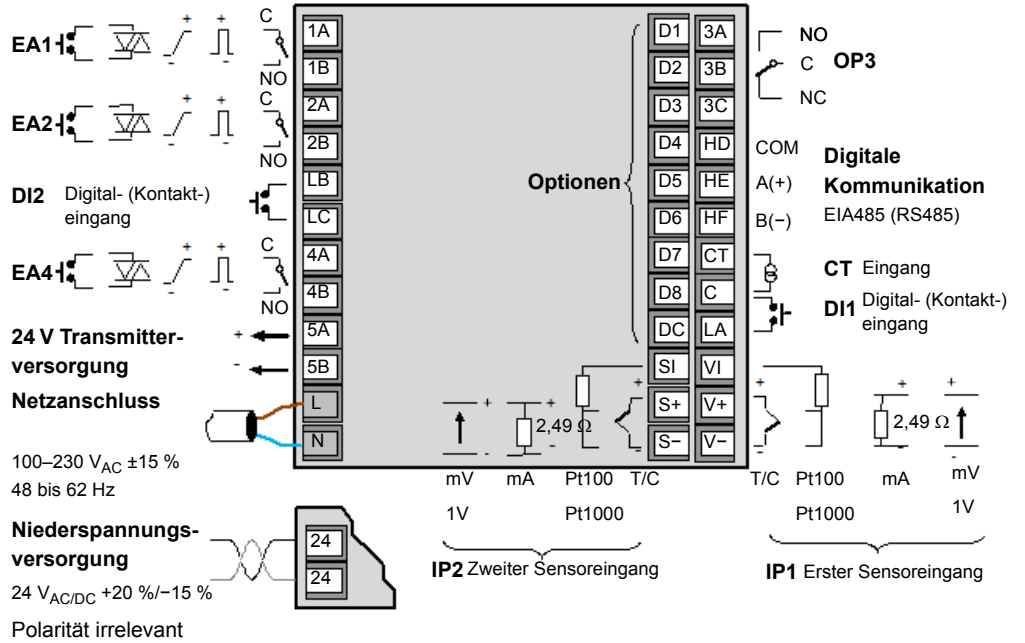 EA1
+
-
+
C
NO
1A
1B
EA2
+
-
+
C
NO
2A
2B
DI2 Digital- (Kontakt-)
eingang
LB
LC
EA4
+
-
+
C
NO
4A
4B
24 V Transmitter-
versorgung
+
-
5A
5B
Netzanschluss
L
N
100–230 VAC ±15 %
48 bis 62 Hz
Niederspannungs-
versorgung
24
24
24 VAC/DC +20 %/−15 %
Polarität irrelevant
Optionen
D1
D2
D3
D4
D5
D6
D7
D8
DC
SI
S+
S−
3A
3B
3C
HD
HE
HF
CT
C
LA
VI
V+
V−
NO
C
OP3
NC
COM
A(+)
B(−)
Digitale
Kommunikation
EIA485 (RS485)
CT Eingang
DI1 Digital- (Kontakt-)
eingang
+
-
+
-
2,49 Ω
+
-
mV
mA
Pt100
T/C
1V
Pt1000
IP2 Zweiter Sensoreingang
+
-
+
-
2,49 Ω
+
-
T/C
Pt100
mA
mV
Pt1000
1V
IP1 Erster Sensoreingang